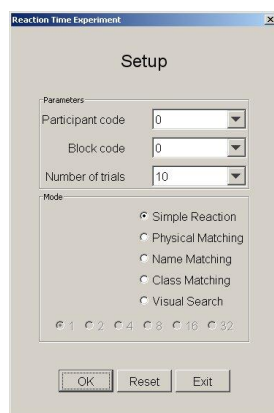 Reaction Time Experiment x
Setup
Parameters
Participant code 0
Block code 0
Number of trials 10
Mode
Simple Reaction
Physical Matching
Name Matching
Class Matching
Visual Search
1 2 4 8 16 32
OK Reset Exit